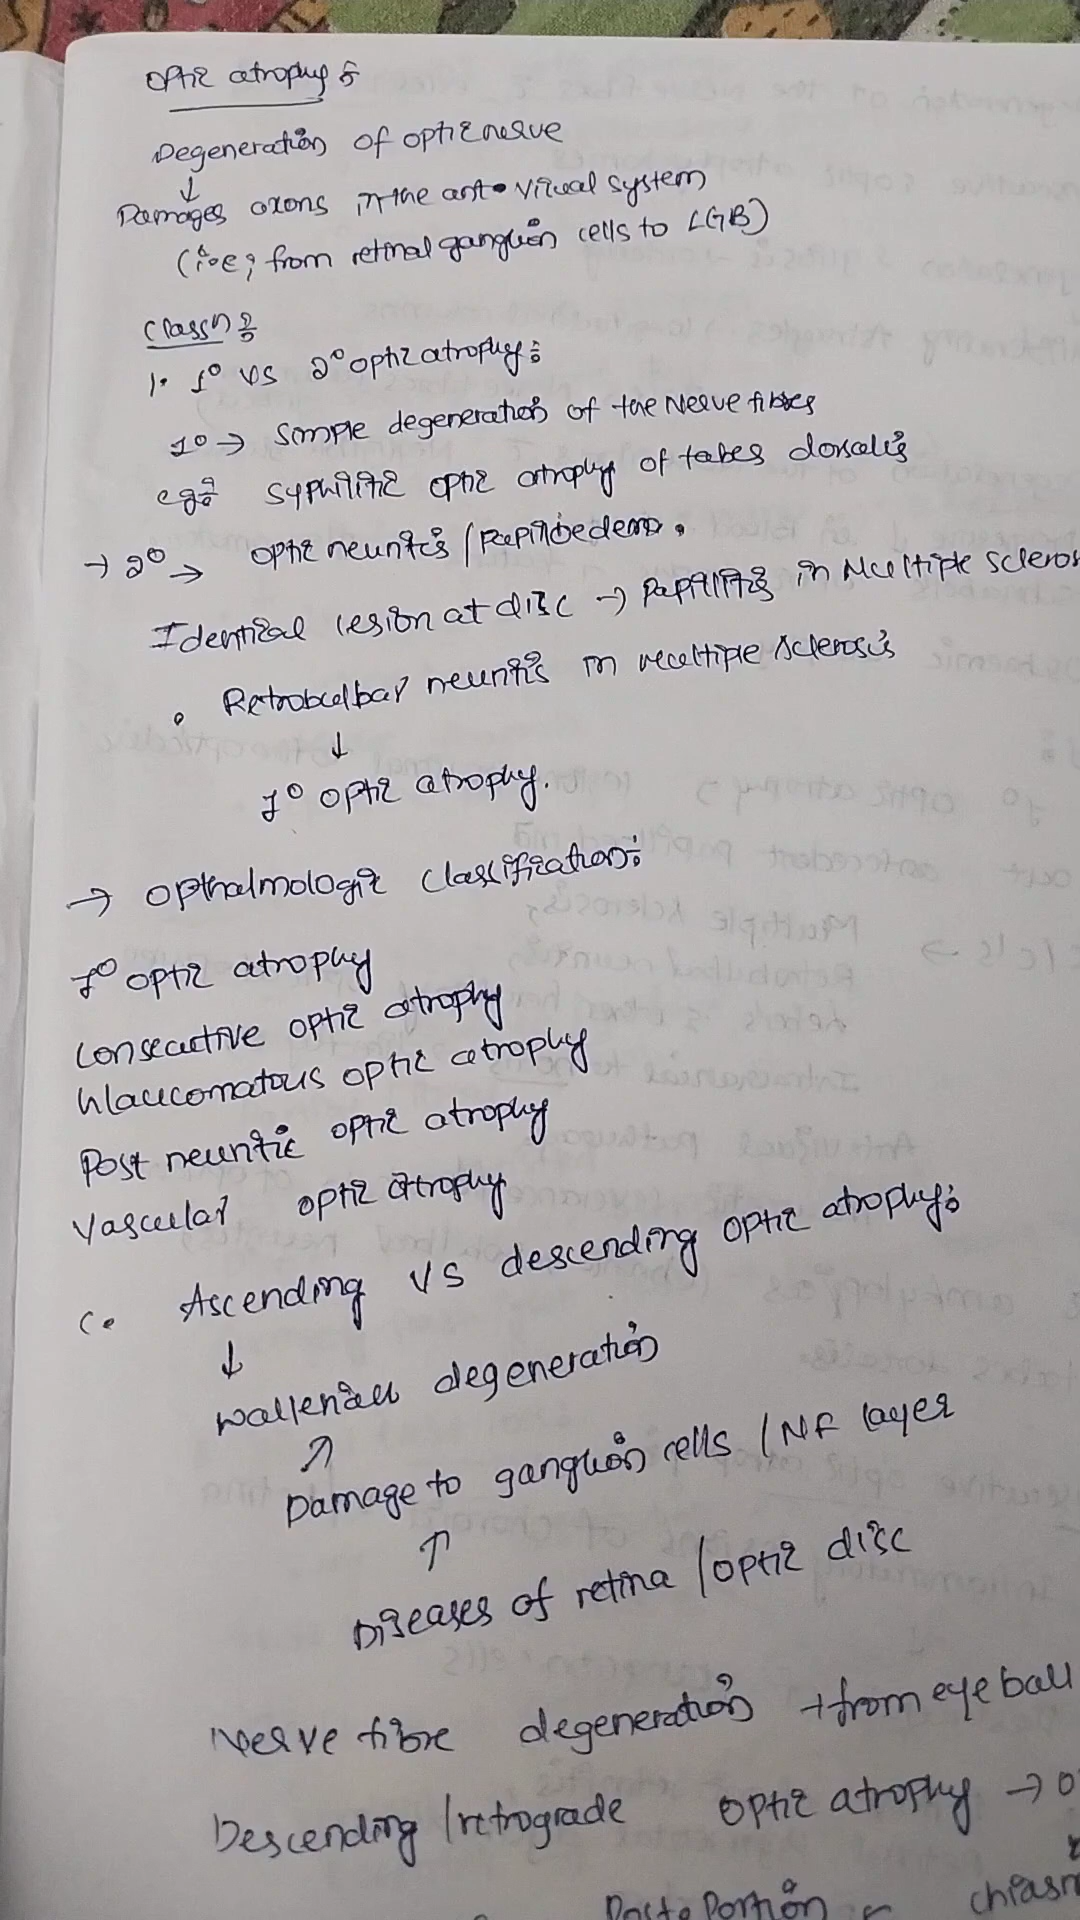 Optic atrophy :
Degeneration of optic nerve
↓
Damages axons in the ant. visual system
(i.e; from retinal ganglion cells to LGB)
Classn :
1. 1° vs 2° optic atrophy :
1° → Simple degeneration of the Nerve fibres
eg: Syphilitic optic atrophy of tabes dorsalis
→ 2° → Optic neuritis / Papilloedema.
Identical lesion at disc → Papillitis in Multiple Scleros
Retrobulbar neuritis in multiple sclerosis
↓
1° optic atrophy.
→ Opthalmologic Classification:
1° optic atrophy
Consecutive optic atrophy
Glaucomatous optic atrophy
Post neuritic optic atrophy
Vascular optic atrophy
C. Ascending VS descending optic atrophy:
↓
Wallerian degeneration
↑
Damage to ganglion cells / NF layer
↑
Diseases of retina / optic disc
Nerve fibre degeneration → from eyeball
Descending / retrograde optic atrophy → O
Post. Portion chiasm